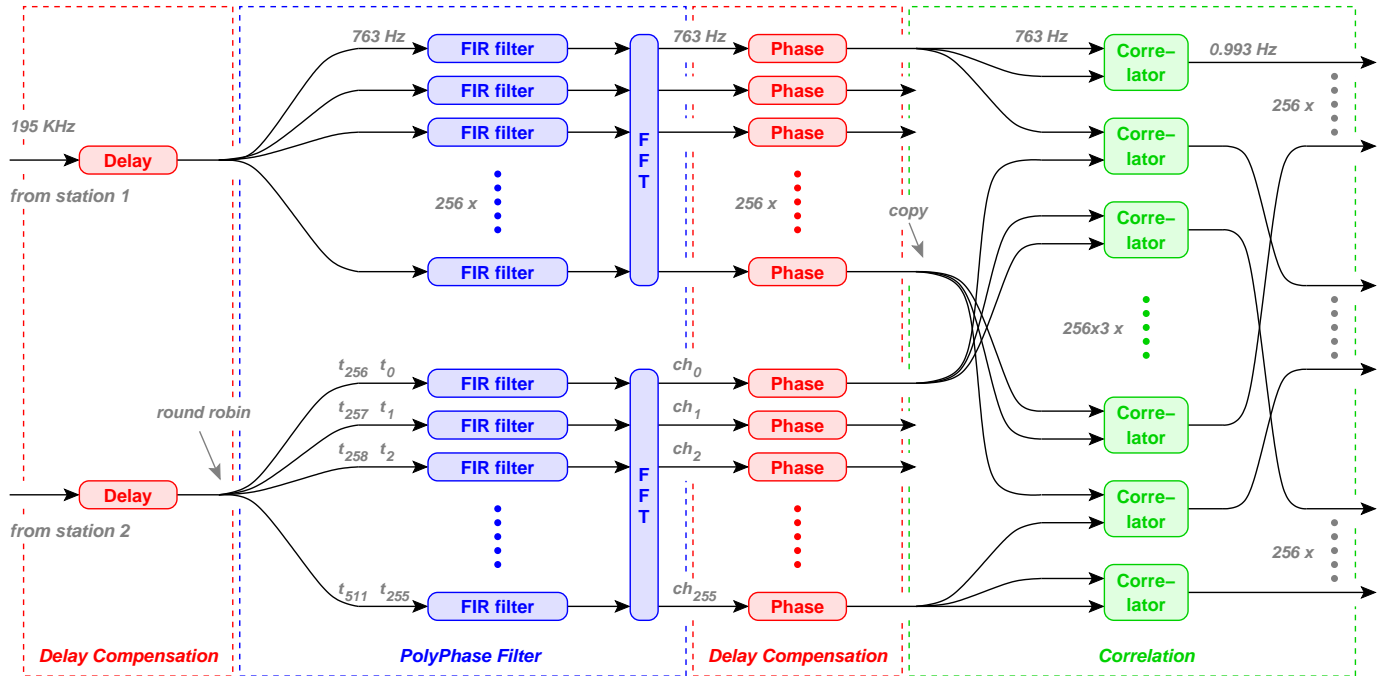 763 Hz
FIR filter
763 Hz
Phase
763 Hz
Corre–
lator
0.993 Hz
FIR filter
Phase
256 x
195 KHz
FIR filter
Phase
Corre–
lator
Delay
F
F
T
from station 1
256 x
256 x
copy
Corre–
lator
FIR filter
Phase
256x3 x
t256 t0
FIR filter
ch0
Phase
round robin
t257 t1
FIR filter
ch1
Phase
Corre–
lator
t258 t2
FIR filter
ch2
Phase
Delay
F
F
T
Corre–
lator
from station 2
256 x
t511 t255
FIR filter
ch255
Phase
Corre–
lator
Delay Compensation
PolyPhase Filter
Delay Compensation
Correlation